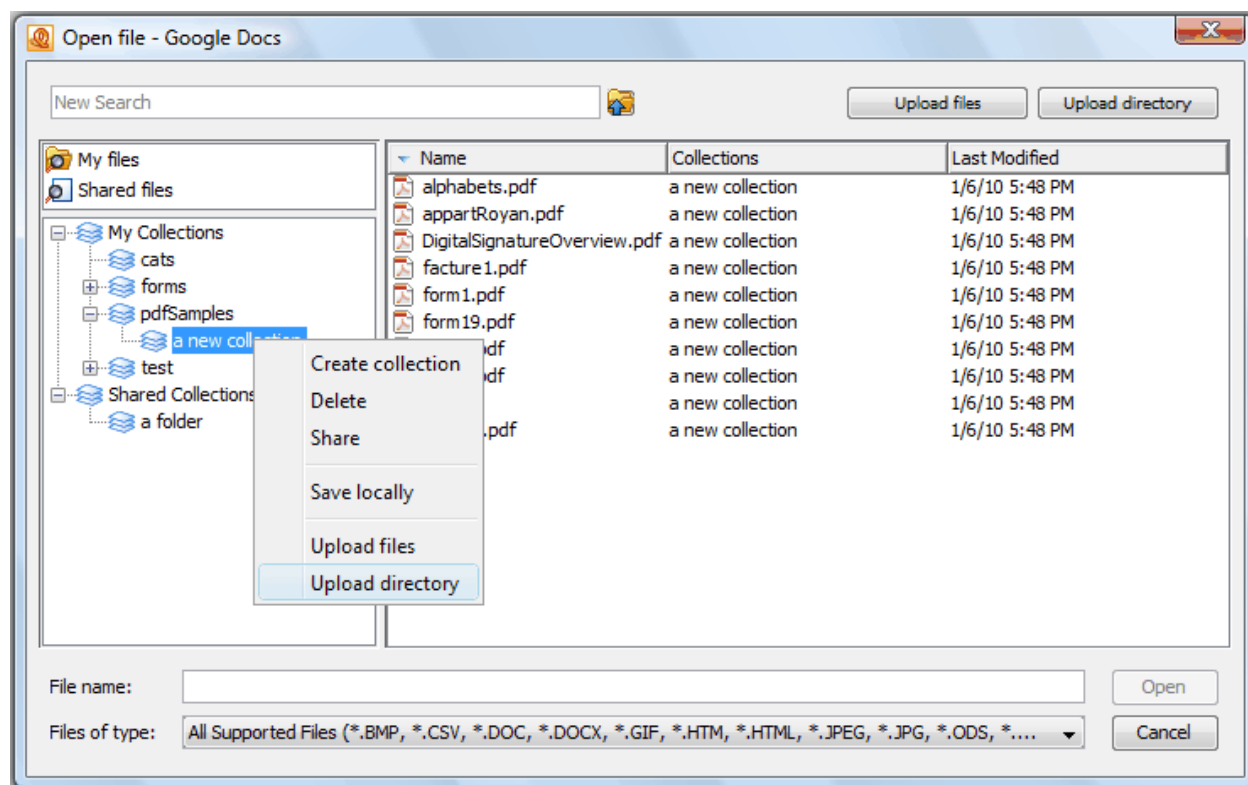 Open file - Google Docs
New Search
Upload files
Upload directory
My files
Shared files
My Collections
cats
forms
pdfSamples
a new collection
test
Shared Collections
a folder
Name Collections Last Modified
alphabets.pdf a new collection 1/6/10 5:48 PM
appartRoyan.pdf a new collection 1/6/10 5:48 PM
DigitalSignatureOverview.pdf a new collection 1/6/10 5:48 PM
facture1.pdf a new collection 1/6/10 5:48 PM
form1.pdf a new collection 1/6/10 5:48 PM
form19.pdf a new collection 1/6/10 5:48 PM
a new collection 1/6/10 5:48 PM
a new collection 1/6/10 5:48 PM
a new collection 1/6/10 5:48 PM
.pdf a new collection 1/6/10 5:48 PM
Create collection
Delete
Share
Save locally
Upload files
Upload directory
File name:
Open
Files of type: All Supported Files (*.BMP, *.CSV, *.DOC, *.DOCX, *.GIF, *.HTM, *.HTML, *.JPEG, *.JPG, *.ODS, *....
Cancel